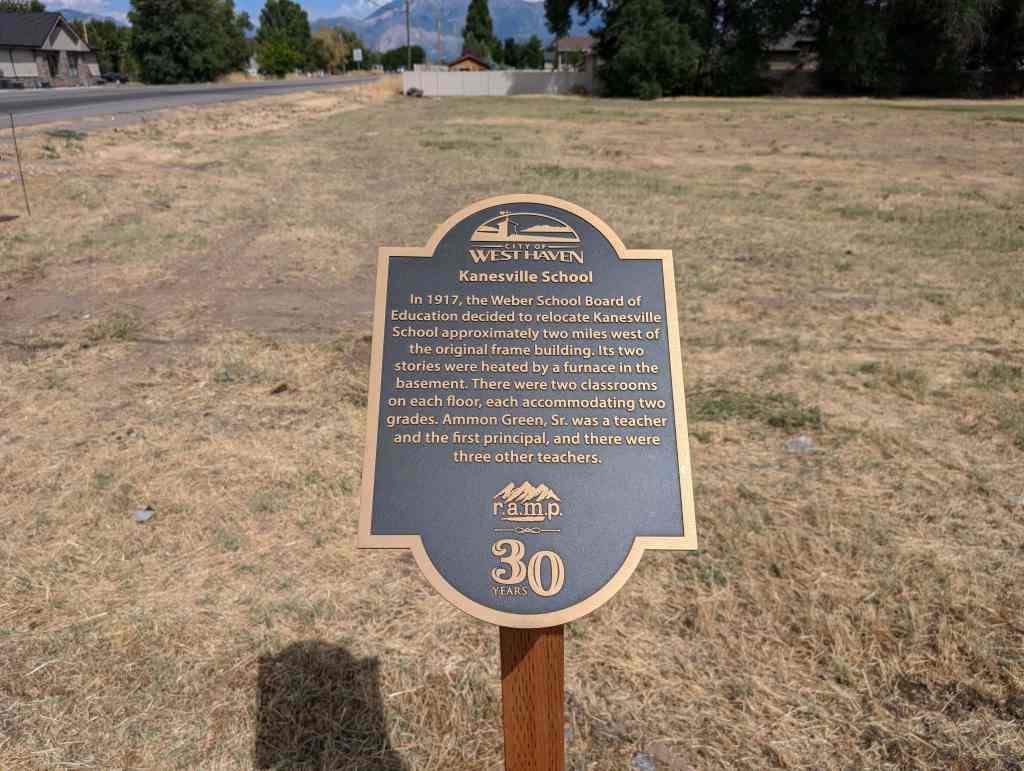 CITY OF
WEST HAVEN
Kanesville School
In 1917, the Weber School Board of
Education decided to relocate Kanesville
School approximately two miles west of
the original frame building. Its two
stories were heated by a furnace in the
basement. There were two classrooms
on each floor, each accommodating two
grades. Ammon Green, Sr. was a teacher
and the first principal, and there were
three other teachers.
r.a.m.p.
30
YEARS